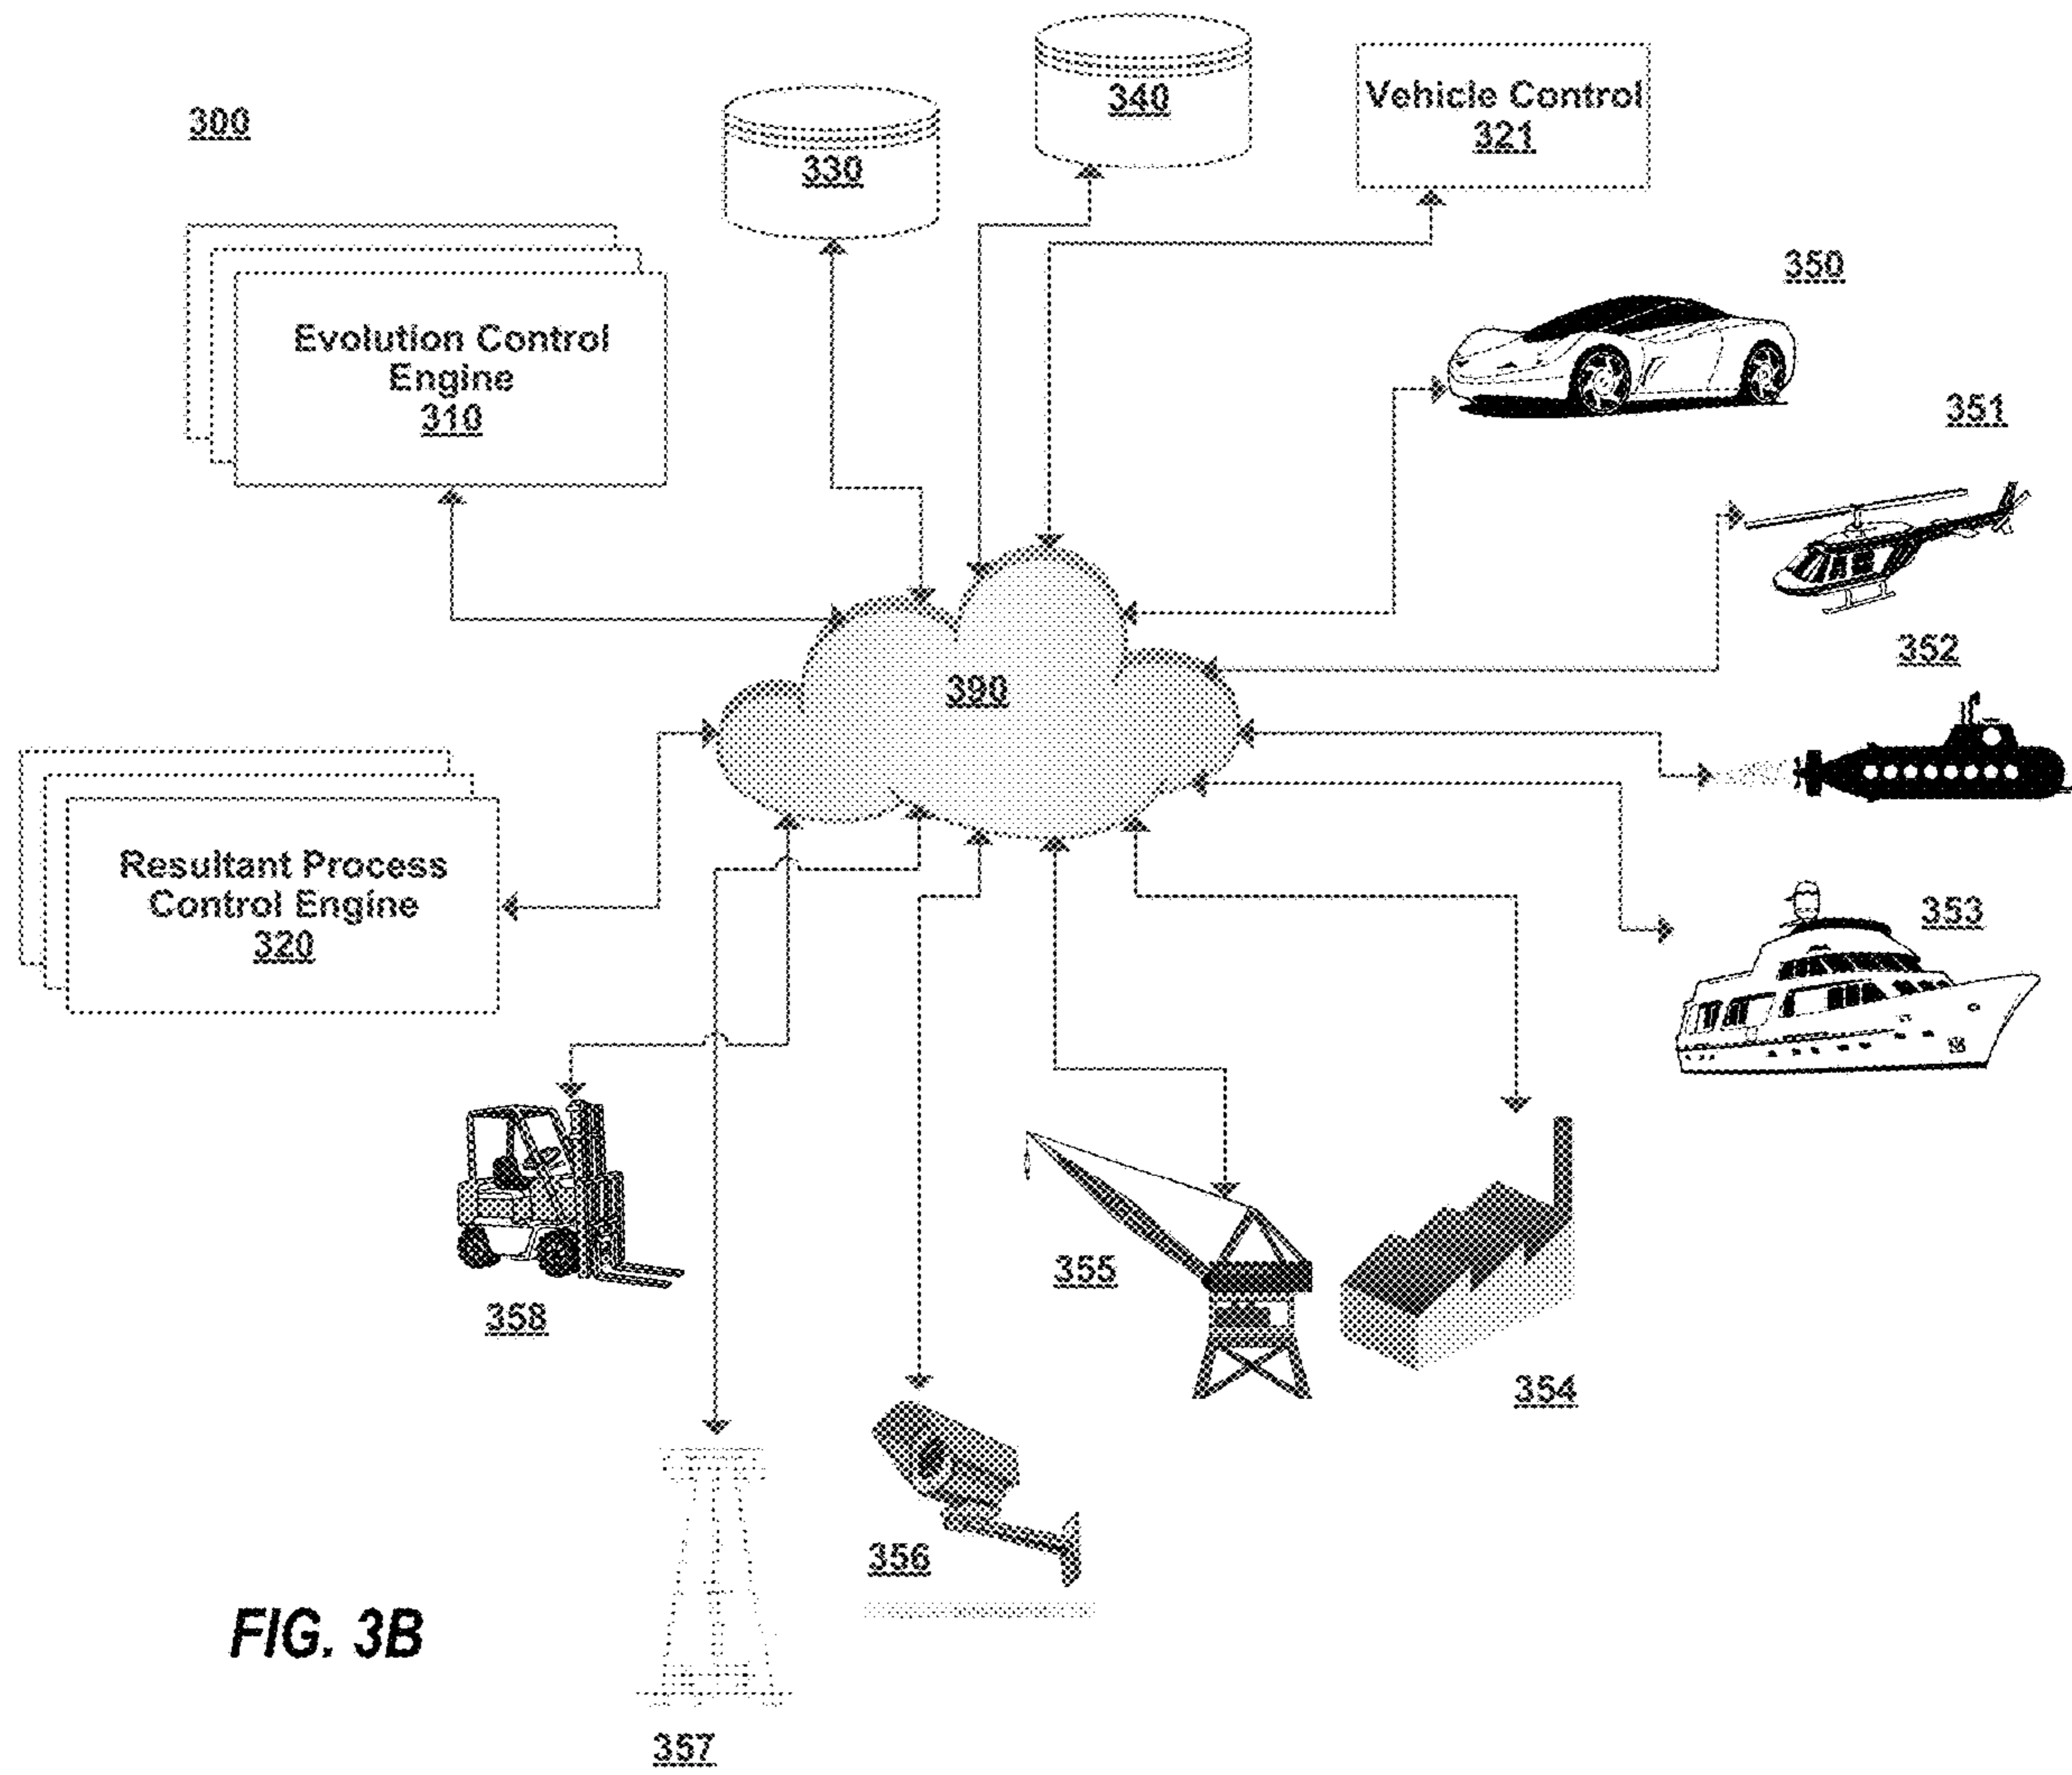 300
330
340
Vehicle Control
321
350
Evolution Control
Engine
310
351
352
390
Resultant Process
Control Engine
320
353
358
355
354
356
357
FIG. 3B